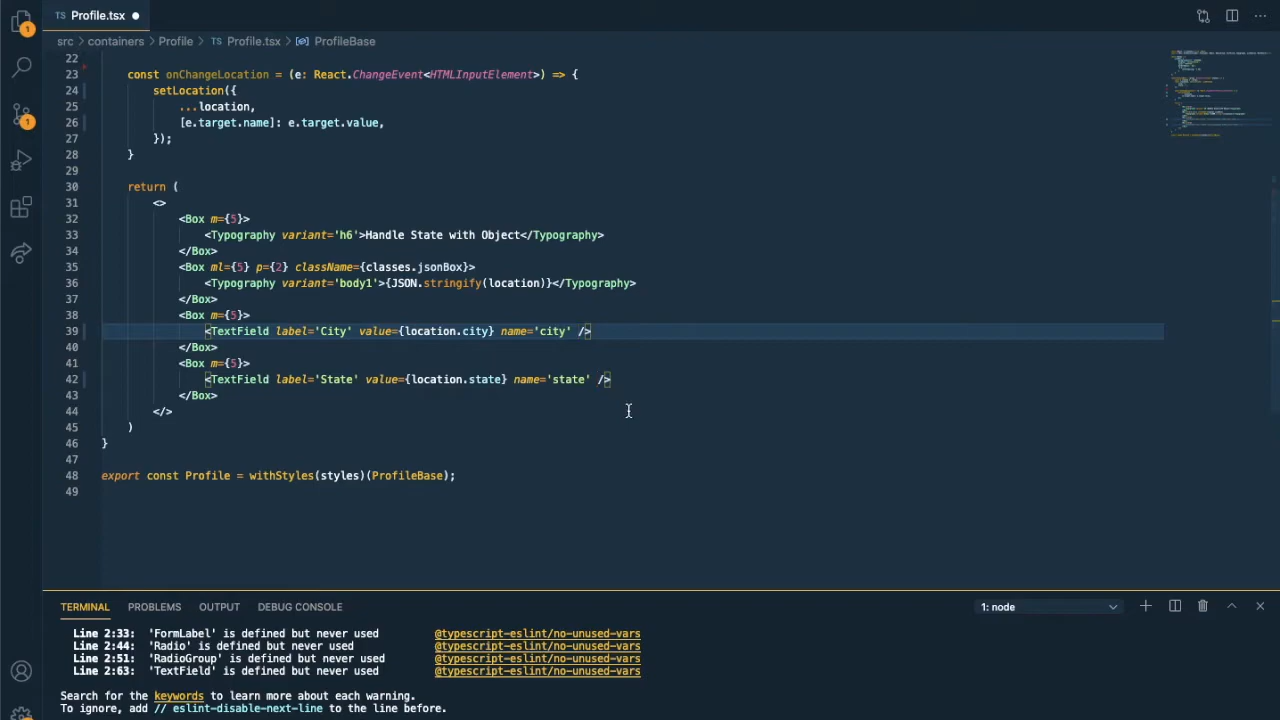 TS Profile.tsx
src > containers > Profile > TS Profile.tsx > ProfileBase
1
1
22
23 const onChangeLocation = (e: React.ChangeEvent<HTMLInputElement>) => {
24 setLocation({
25 ...location,
26 [e.target.name]: e.target.value,
27 });
28 }
29
30 return (
31 <>
32 <Box m={5}>
33 <Typography variant='h6'>Handle State with Object</Typography>
34 </Box>
35 <Box ml={5} p={2} className={classes.jsonBox}>
36 <Typography variant='body1'>{JSON.stringify(location)}</Typography>
37 </Box>
38 <Box m={5}>
39 <TextField label='City' value={location.city} name='city' />
40 </Box>
41 <Box m={5}>
42 <TextField label='State' value={location.state} name='state' />
43 </Box>
44 </>
45 )
46 }
47
48 export const Profile = withStyles(styles)(ProfileBase);
49
TERMINAL PROBLEMS OUTPUT DEBUG CONSOLE 1: node
Line 2:33: 'FormLabel' is defined but never used @typescript-eslint/no-unused-vars
Line 2:44: 'Radio' is defined but never used @typescript-eslint/no-unused-vars
Line 2:51: 'RadioGroup' is defined but never used @typescript-eslint/no-unused-vars
Line 2:63: 'TextField' is defined but never used @typescript-eslint/no-unused-vars
Search for the keywords to learn more about each warning.
To ignore, add // eslint-disable-next-line to the line before.